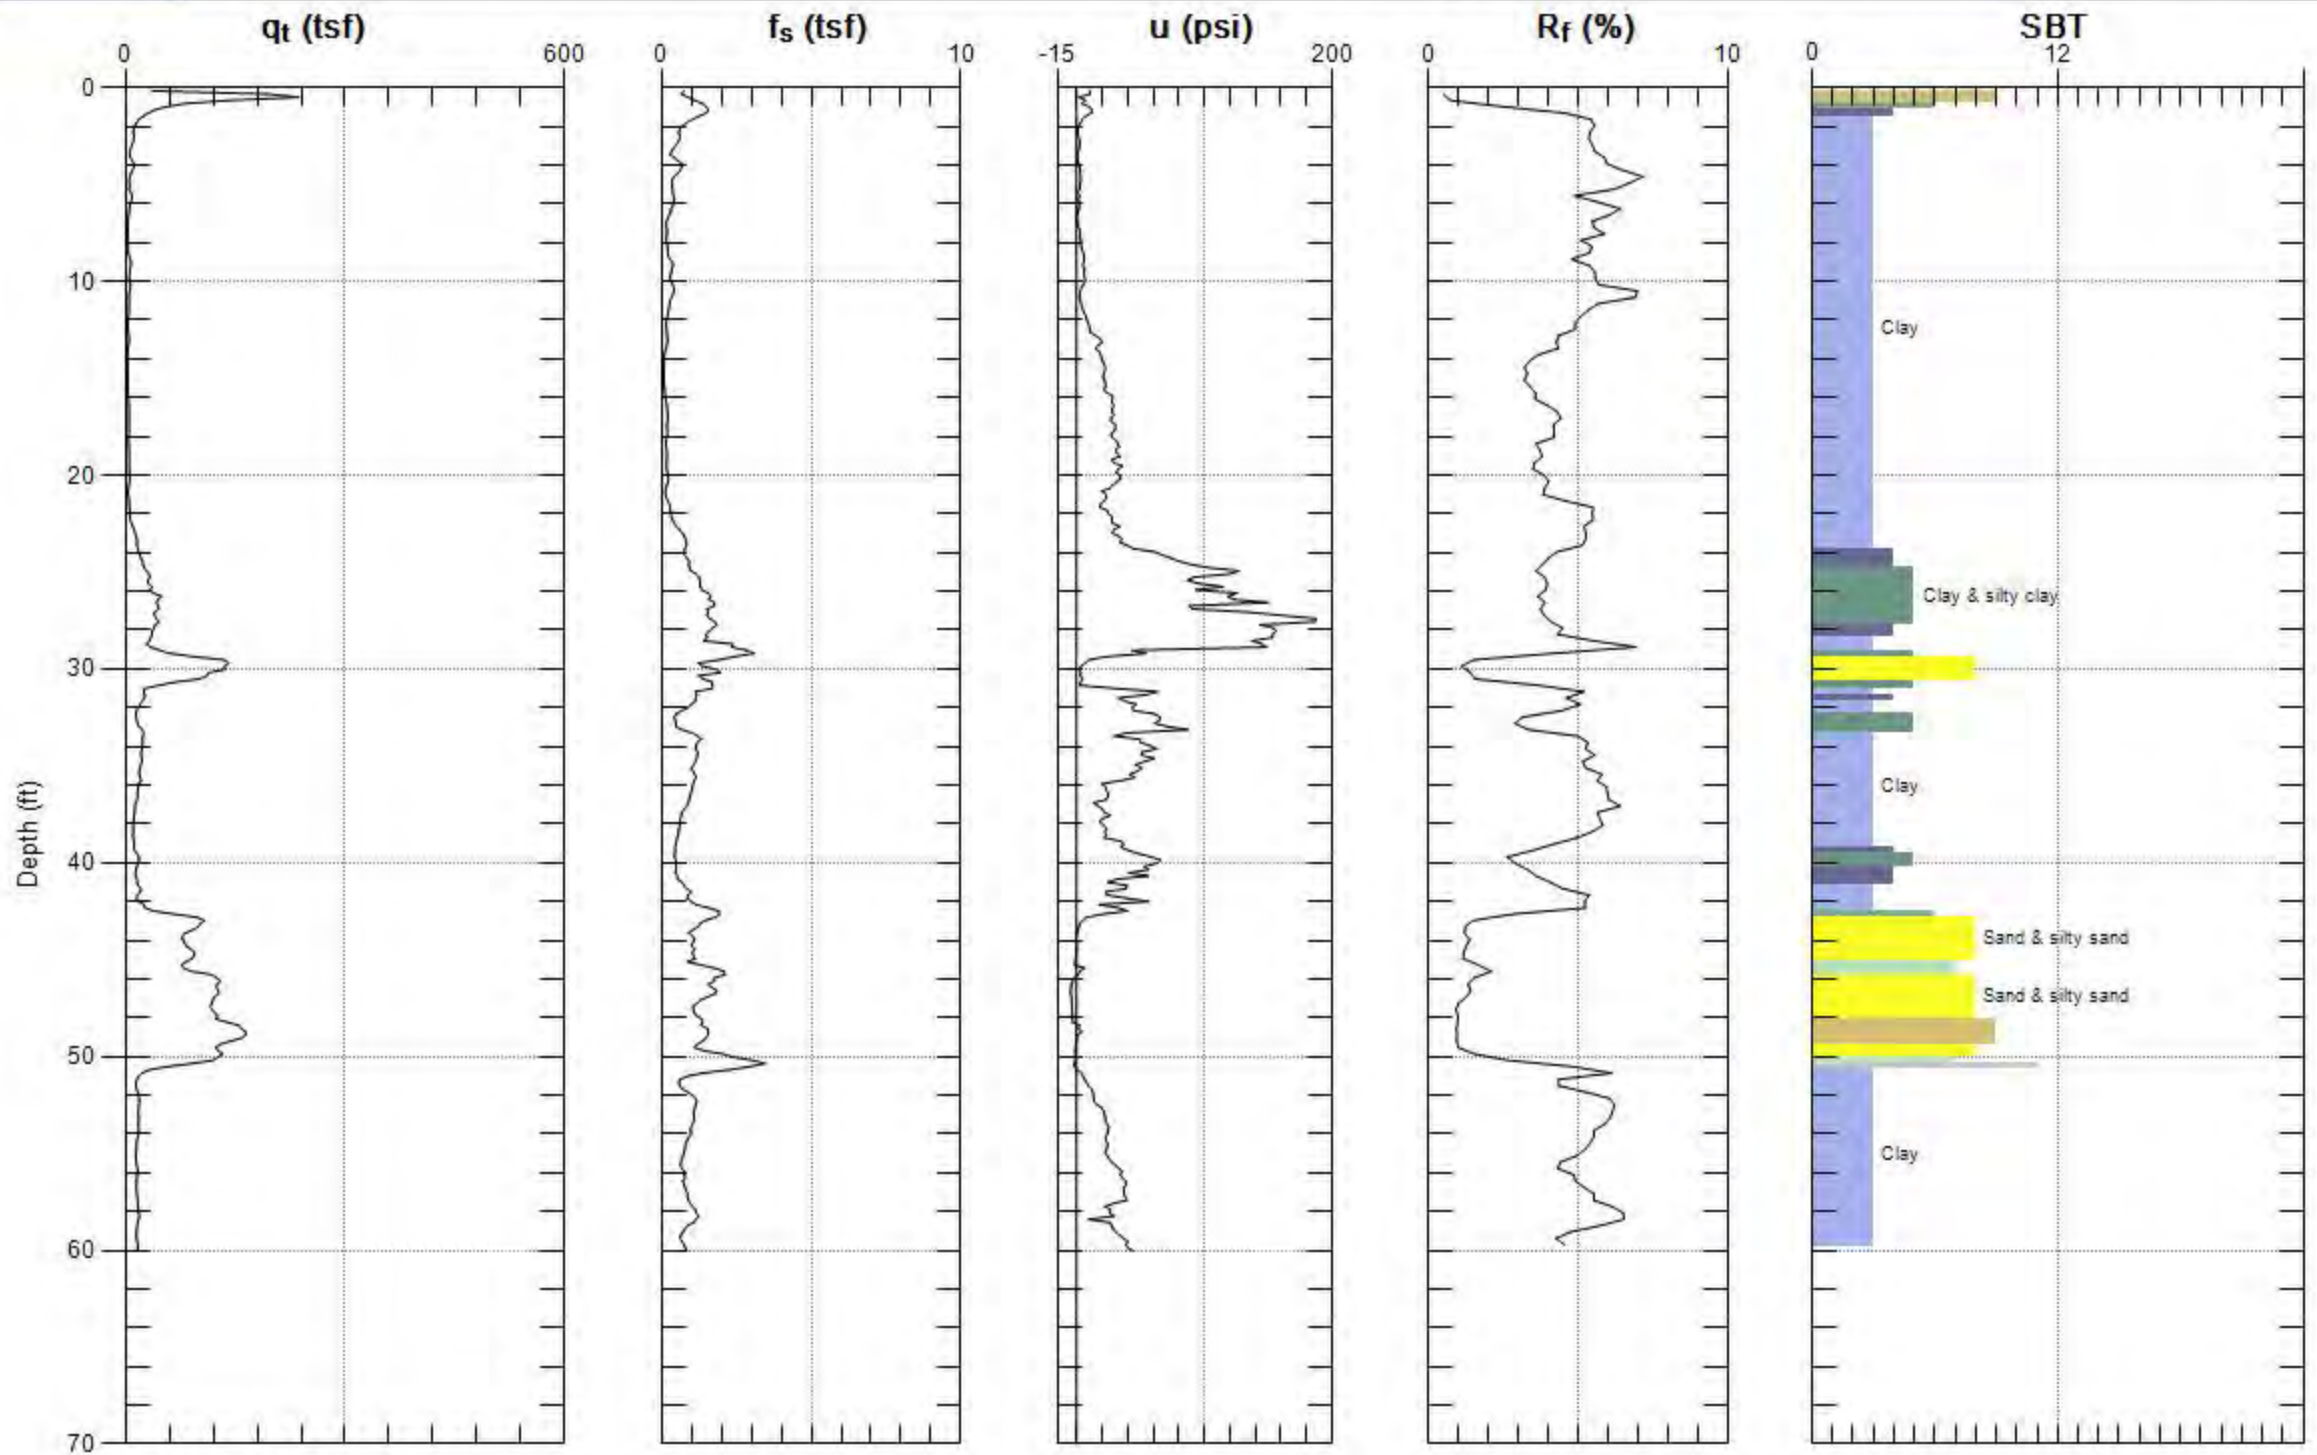 qt (tsf) fs (tsf) u (psi) Rf (%) SBT
0 600 0 10 -15 200 0 10 0 12
0
10
Clay
20
Clay & silty clay
30
Clay
Depth (ft)
40
Sand & silty sand
Sand & silty sand
50
Clay
60
70